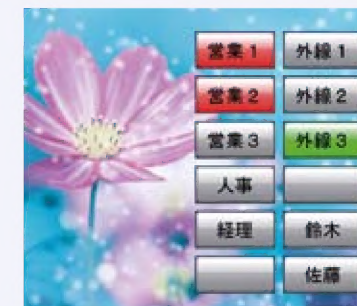 営業1 外線1
営業2 外線2
営業3 外線3
人事
経理 鈴木
佐藤